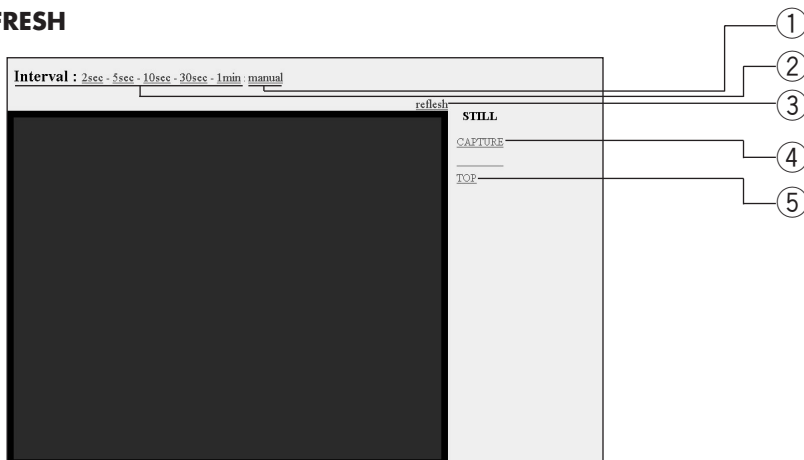 FRESH
Interval : 2sec - 5sec - 10sec - 30sec - 1min : manual
reflesh
STILL
CAPTURE
TOP
1
2
3
4
5